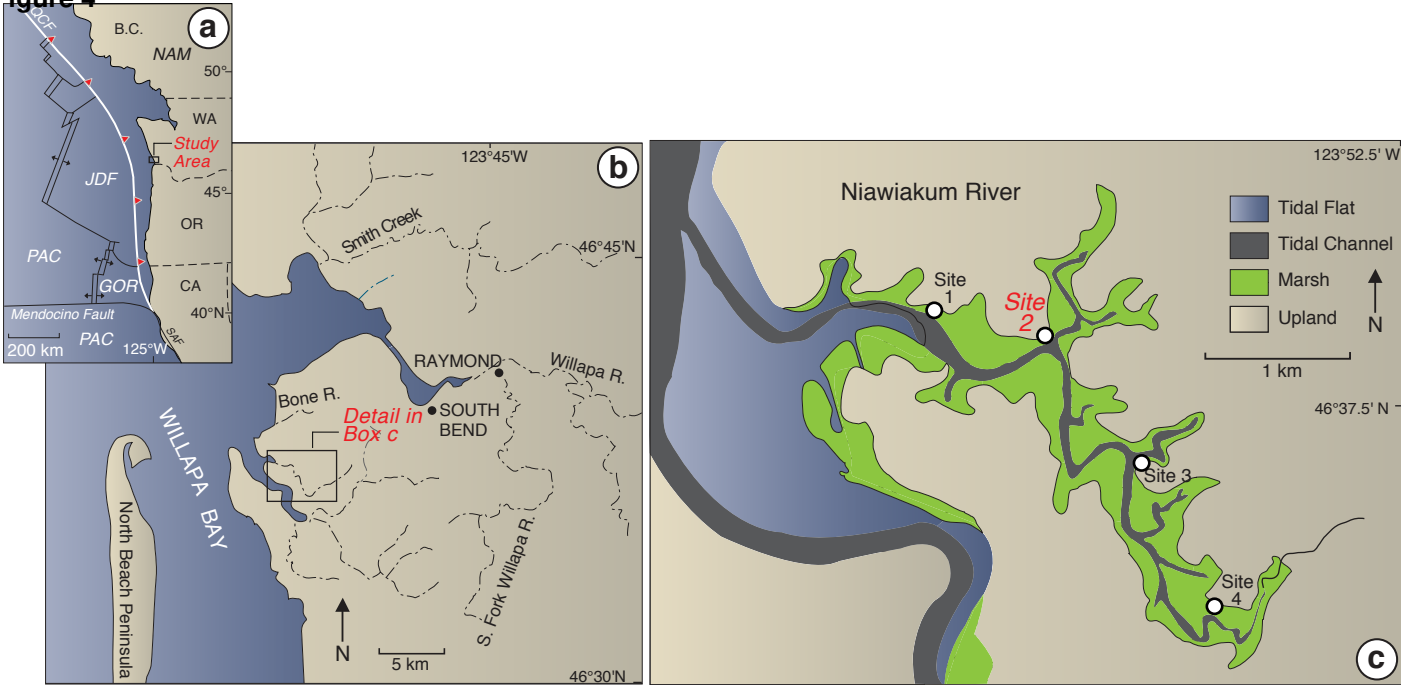 igure 4
a
QCF
B.C.
NAM
50°
WA
Study
Area
JDF
45°
OR
PAC
GOR
CA
40°N
Mendocino Fault
PAC
SAF
200 km
125°W
b
123°45'W
Smith Creek
46°45'N
RAYMOND
Willapa R.
Bone R.
Detail in
Box c
SOUTH
BEND
WILLAPA BAY
North Beach Peninsula
S. Fork Willapa R.
N
5 km
46°30'N
123°52.5' W
Niawiakum River
Tidal Flat
Tidal Channel
Marsh
Upland
N
1 km
Site
1
Site
2
46°37.5' N
Site 3
Site
4
c